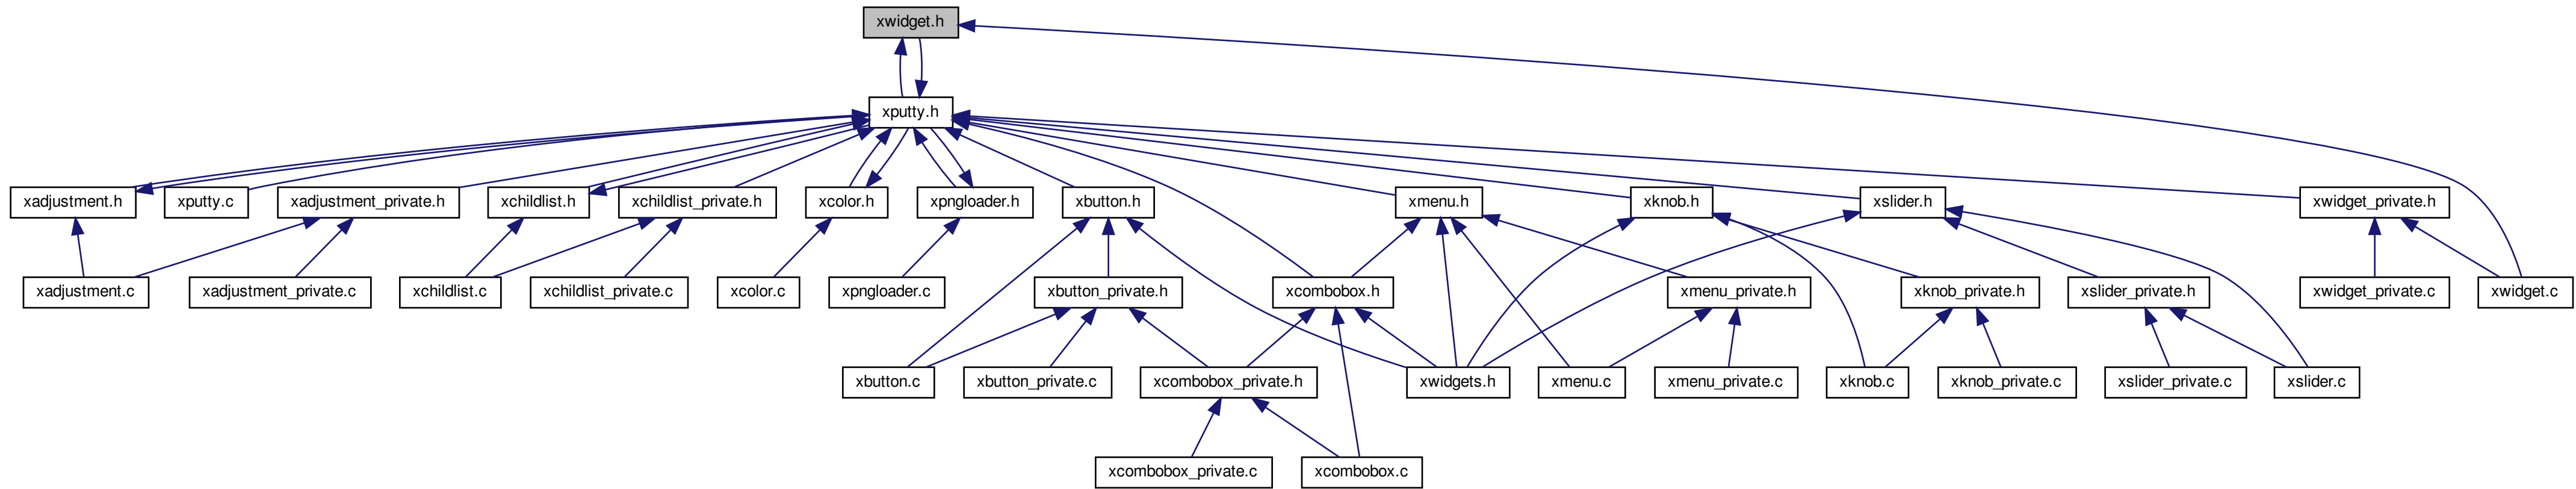 xwidget.h
xputty.h
xadjustment.h
xputty.c
xadjustment_private.h
xchildlist.h
xchildlist_private.h
xcolor.h
xpngloader.h
xbutton.h
xmenu.h
xknob.h
xslider.h
xwidget_private.h
xadjustment.c
xadjustment_private.c
xchildlist.c
xchildlist_private.c
xcolor.c
xpngloader.c
xbutton_private.h
xcombobox.h
xmenu_private.h
xknob_private.h
xslider_private.h
xwidget_private.c
xwidget.c
xbutton.c
xbutton_private.c
xcombobox_private.h
xwidgets.h
xmenu.c
xmenu_private.c
xknob.c
xknob_private.c
xslider_private.c
xslider.c
xcombobox_private.c
xcombobox.c